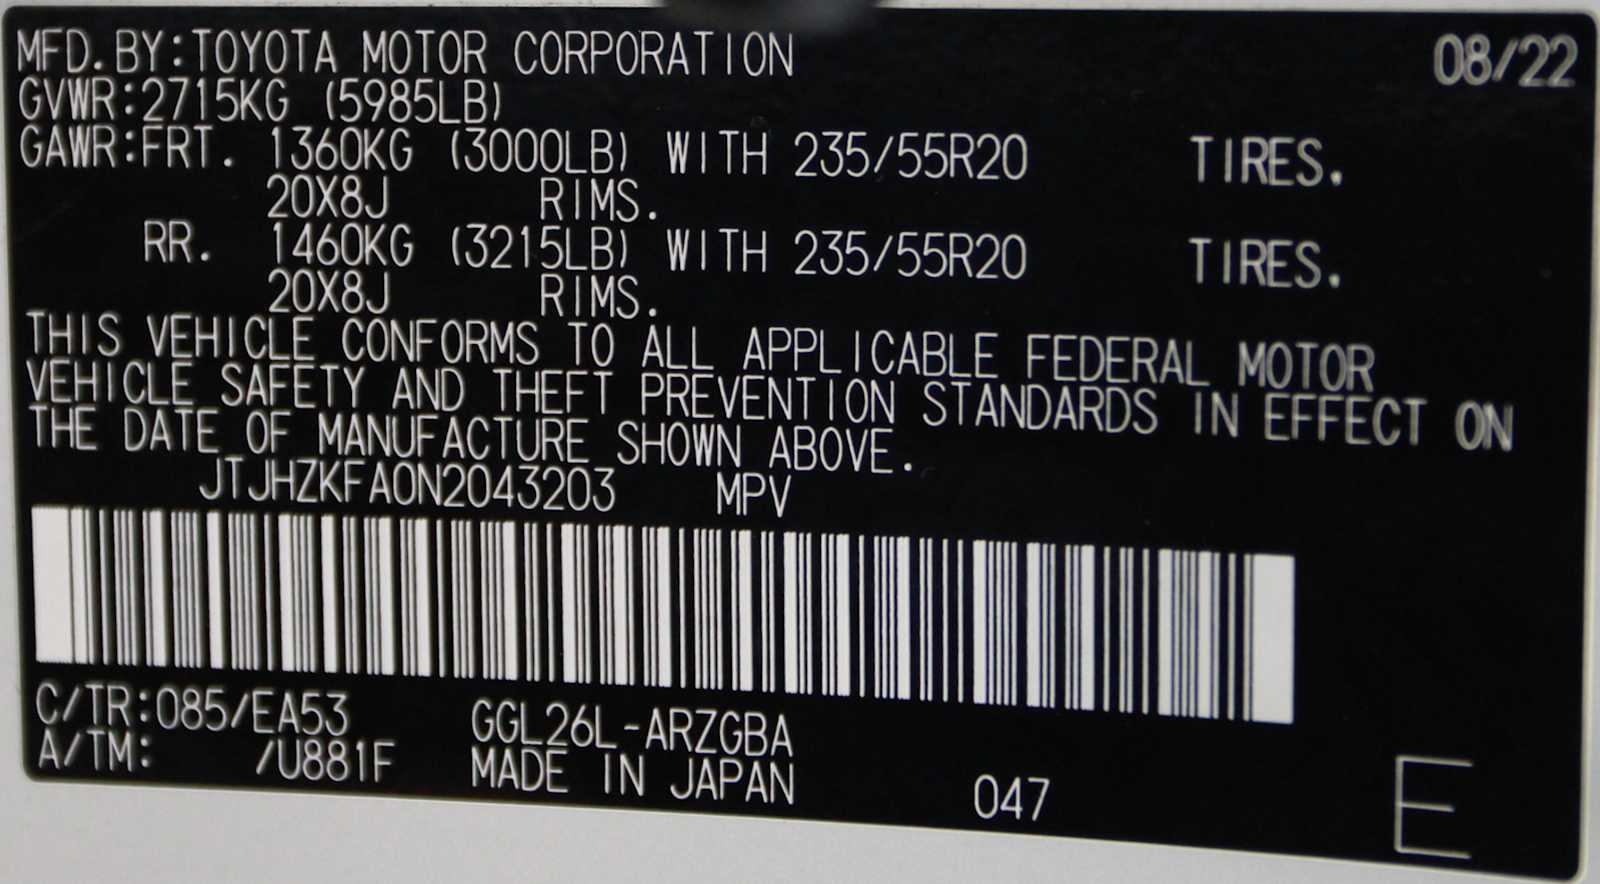 MFD.BY:TOYOTA MOTOR CORPORATION 08/22
GVWR:2715KG (5985LB)
GAWR:FRT. 1360KG (3000LB) WITH 235/55R20 TIRES.
20X8J RIMS.
RR. 1460KG (3215LB) WITH 235/55R20 TIRES.
20X8J RIMS.
THIS VEHICLE CONFORMS TO ALL APPLICABLE FEDERAL MOTOR
VEHICLE SAFETY AND THEFT PREVENTION STANDARDS IN EFFECT ON
THE DATE OF MANUFACTURE SHOWN ABOVE.
JTJHZKFA0N2043203 MPV
C/TR:085/EA53 GGL26L-ARZGBA
A/TM: /U881F MADE IN JAPAN 047 E